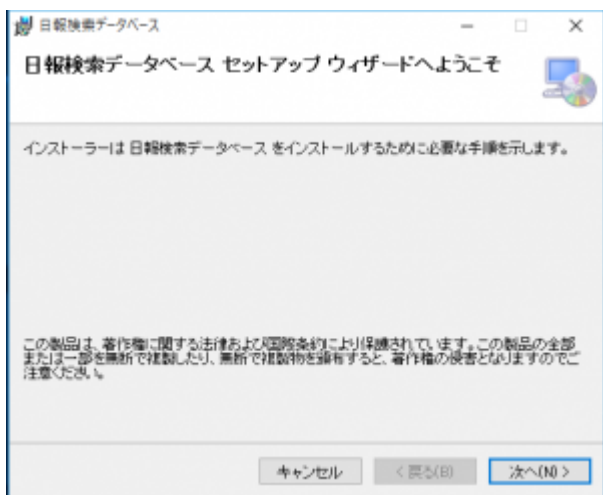 日報検索データベース
日報検索データベース セットアップ ウィザードへようこそ
インストーラーは 日報検索データベース をインストールするために必要な手順を示します。
この製品は、著作権に関する法律および国際条約により保護されています。この製品の全部
または一部を無断で複製したり、無断で複製物を頒布すると、著作権の侵害となりますのでご
注意ください。
キャンセル
< 戻る(B)
次へ(N) >